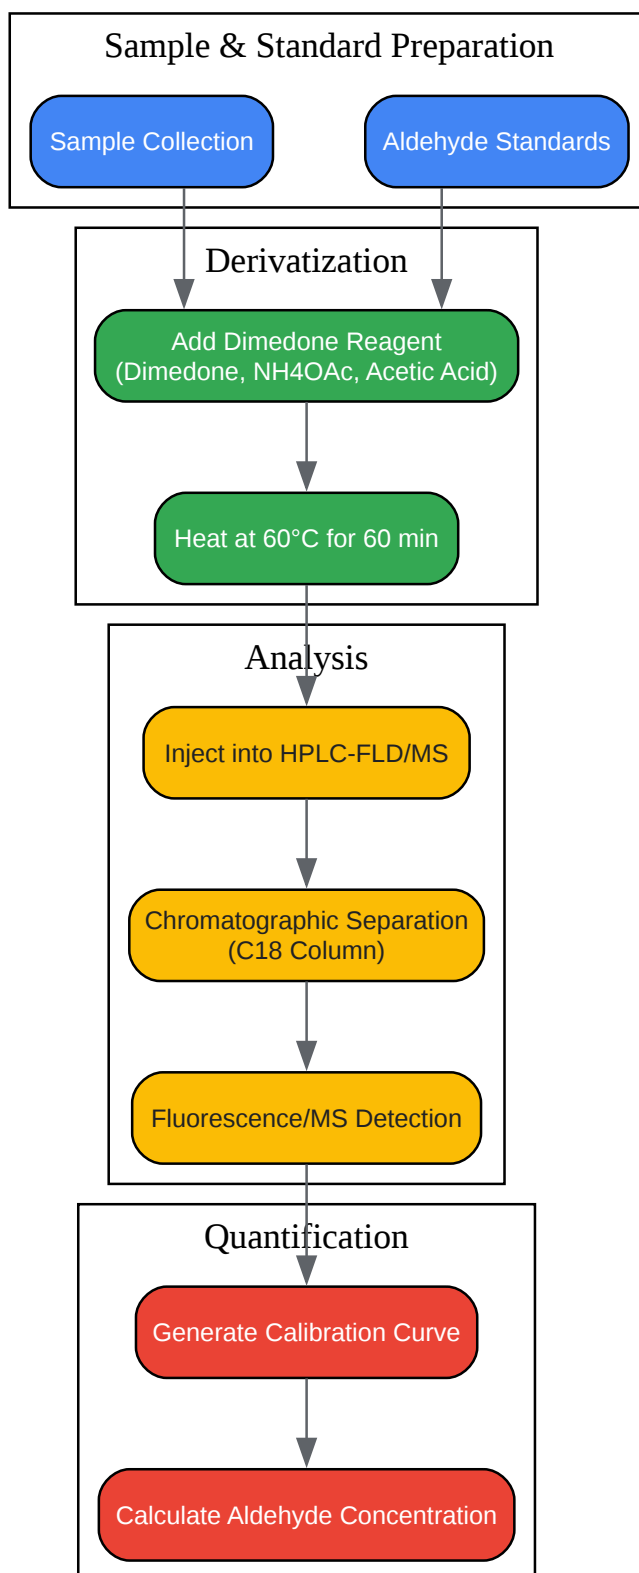 Sample & Standard Preparation
Sample Collection
Aldehyde Standards
Derivatization
Add Dimedone Reagent
(Dimedone, NH4OAc, Acetic Acid)
Heat at 60°C for 60 min
Analysis
Inject into HPLC-FLD/MS
Chromatographic Separation
(C18 Column)
Fluorescence/MS Detection
Quantification
Generate Calibration Curve
Calculate Aldehyde Concentration